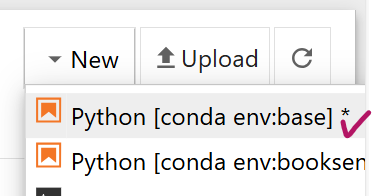 New Upload
Python [conda env:base] *
Python [conda env:booksen